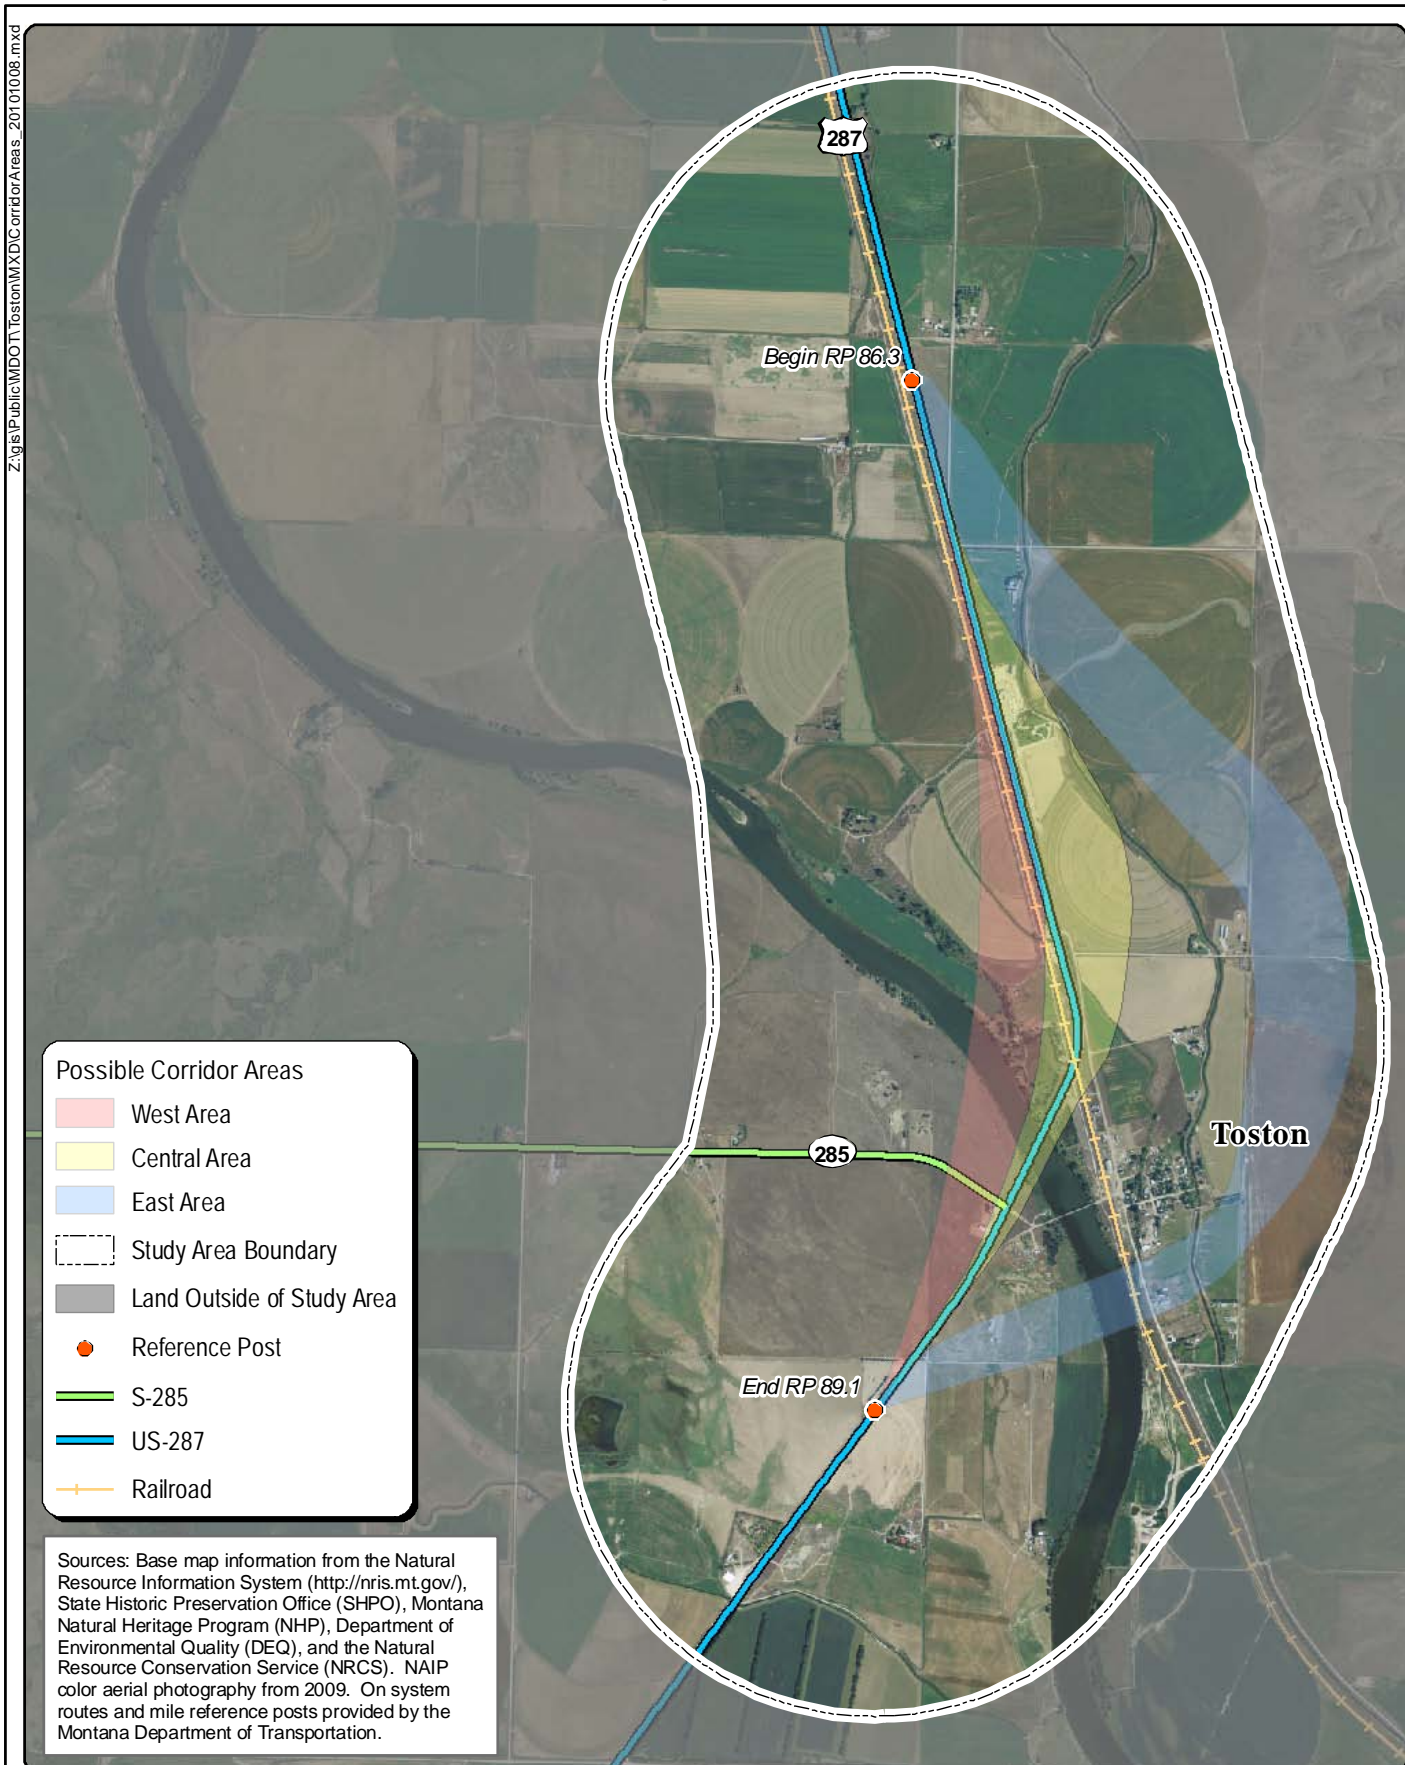 Z:\gis\Public\MDOT\Toston\MXD\CorridorAreas_20101008.mxd
287
Begin RP 86.3
Toston
285
End RP 89.1
Possible Corridor Areas
West Area
Central Area
East Area
Study Area Boundary
Land Outside of Study Area
Reference Post
S-285
US-287
Railroad
Sources: Base map information from the Natural
Resource Information System (http://nris.mt.gov/),
State Historic Preservation Office (SHPO), Montana
Natural Heritage Program (NHP), Department of
Environmental Quality (DEQ), and the Natural
Resource Conservation Service (NRCS).  NAIP
color aerial photography from 2009.  On system
routes and mile reference posts provided by the
Montana Department of Transportation.